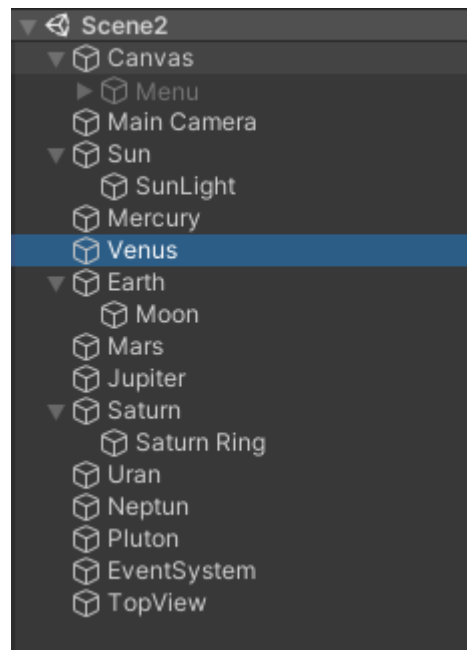 Scene2
Canvas
Menu
Main Camera
Sun
SunLight
Mercury
Venus
Earth
Moon
Mars
Jupiter
Saturn
Saturn Ring
Uran
Neptun
Pluton
EventSystem
TopView